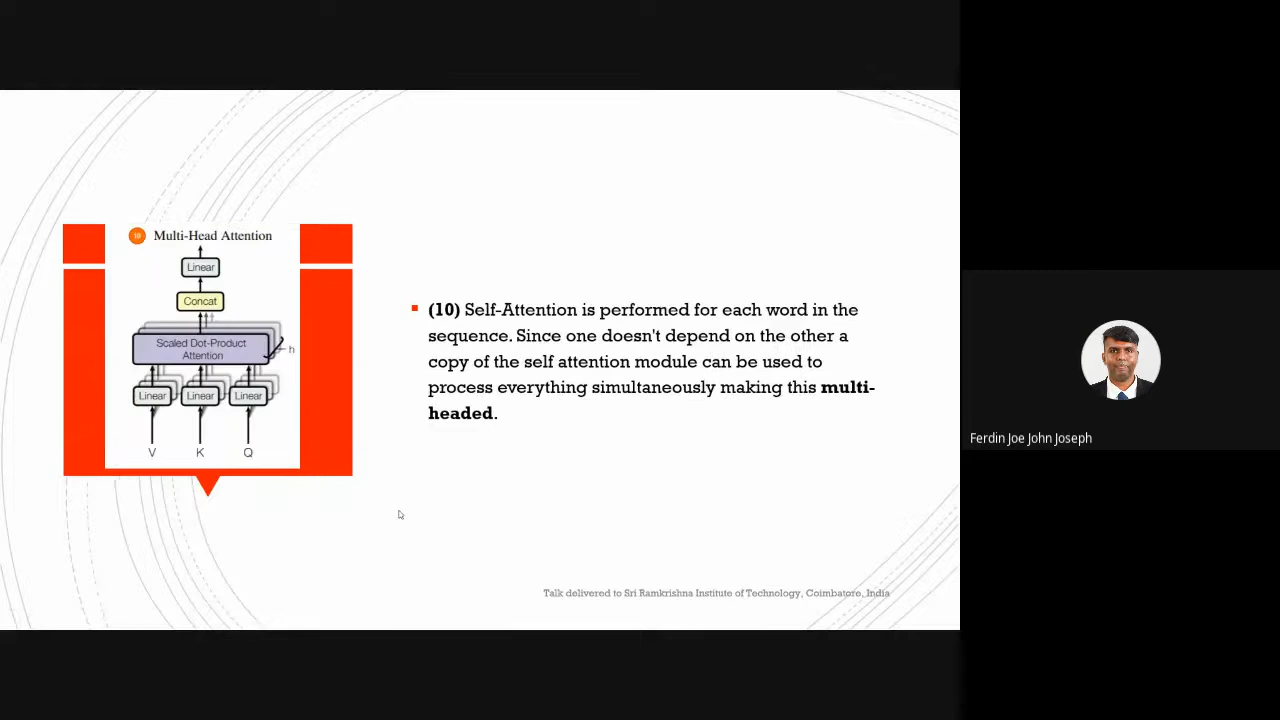 10 Multi-Head Attention
Linear
Concat
Scaled Dot-Product
Attention
h
Linear Linear Linear
V K Q
(10) Self-Attention is performed for each word in the
sequence. Since one doesn't depend on the other a
copy of the self attention module can be used to
process everything simultaneously making this multi-
headed.
Talk delivered to Sri Ramkrishna Institute of Technology, Coimbatore, India
Ferdin Joe John Joseph